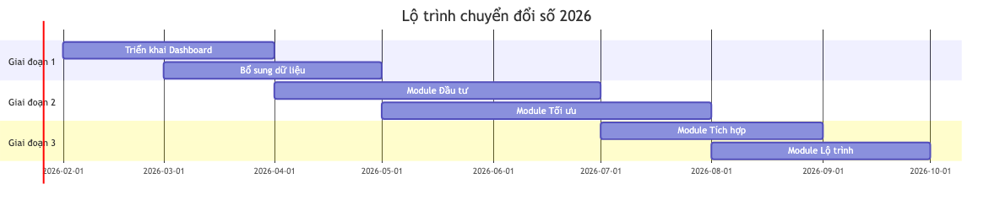 Lộ trình chuyển đổi số 2026
Giai đoạn 1
Triển khai Dashboard
Bổ sung dữ liệu
Giai đoạn 2
Module Đầu tư
Module Tối ưu
Giai đoạn 3
Module Tích hợp
Module Lộ trình
2026-02-01 2026-03-01 2026-04-01 2026-05-01 2026-06-01 2026-07-01 2026-08-01 2026-09-01 2026-10-01